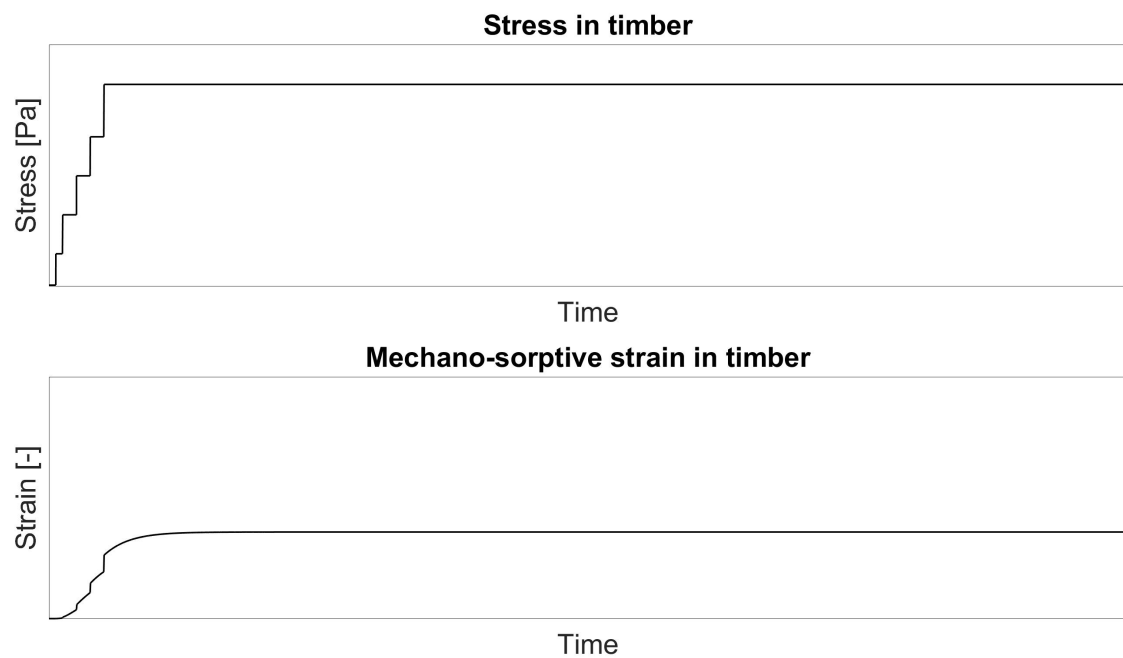 Stress in timber
Stress [Pa]
Time
Mechano-sorptive strain in timber
Strain [-]
Time